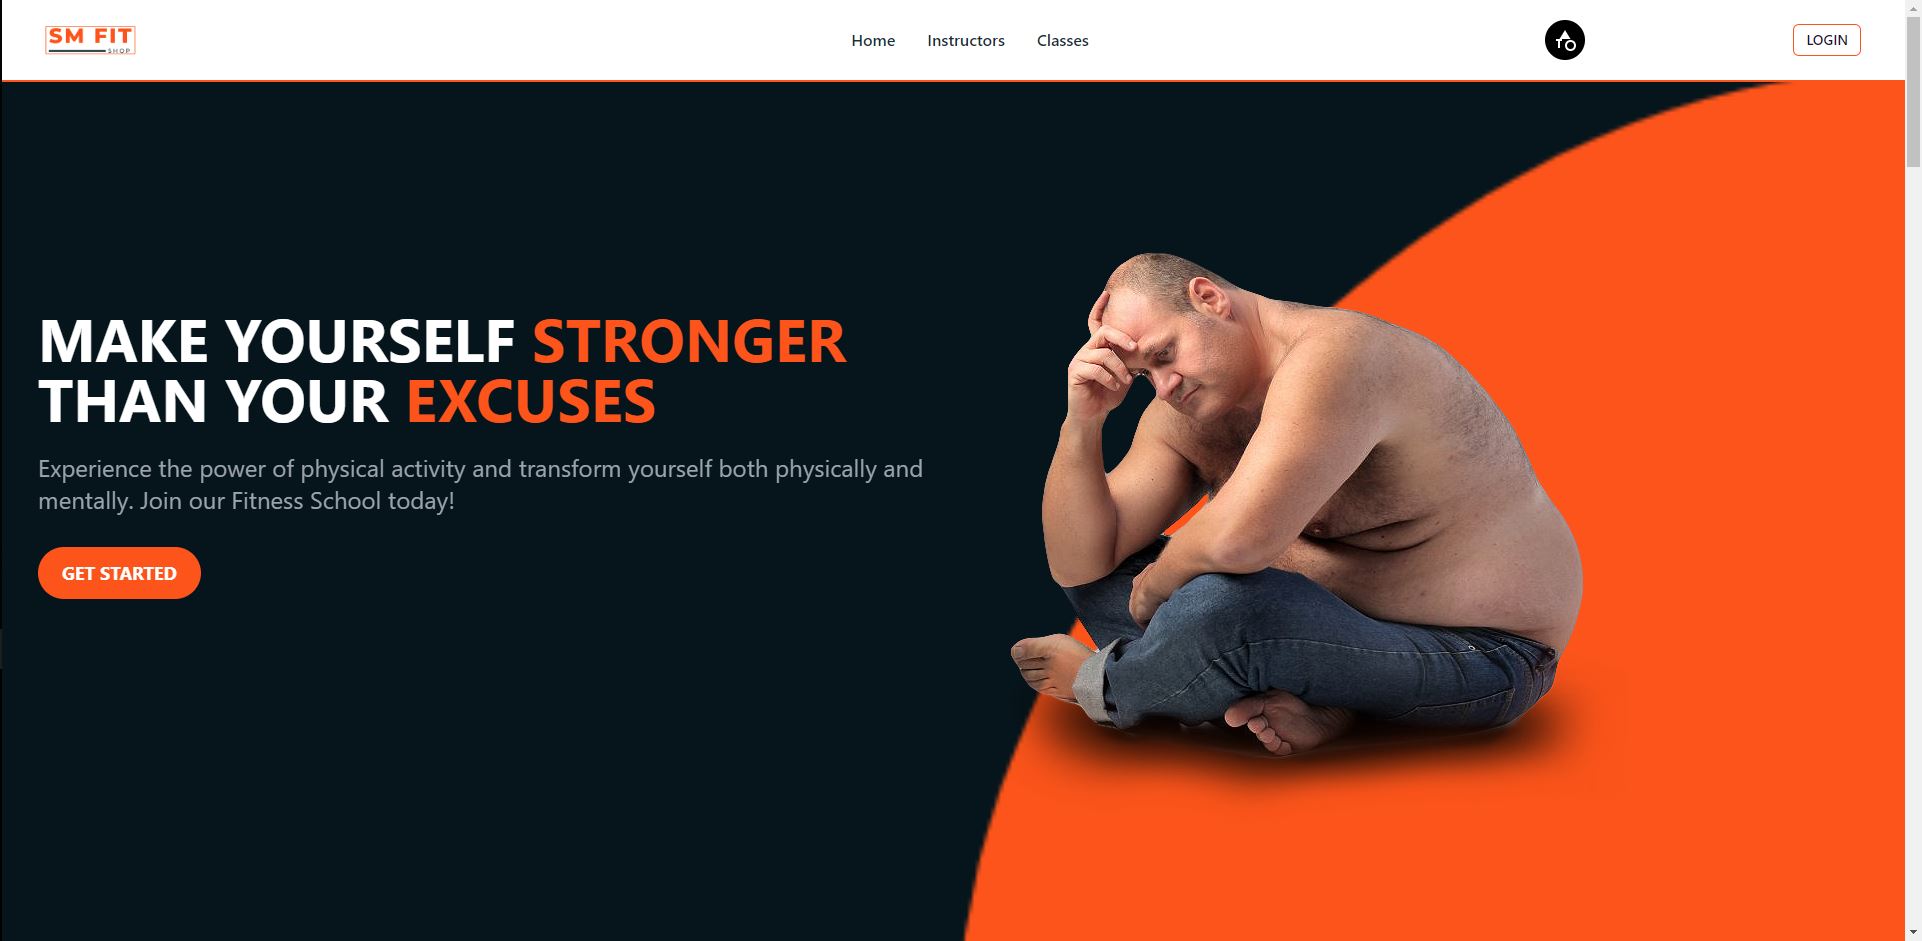 SM FIT
SHOP
Home
Instructors
Classes
LOGIN
MAKE YOURSELF STRONGER
THAN YOUR EXCUSES
Experience the power of physical activity and transform yourself both physically and
mentally. Join our Fitness School today!
GET STARTED